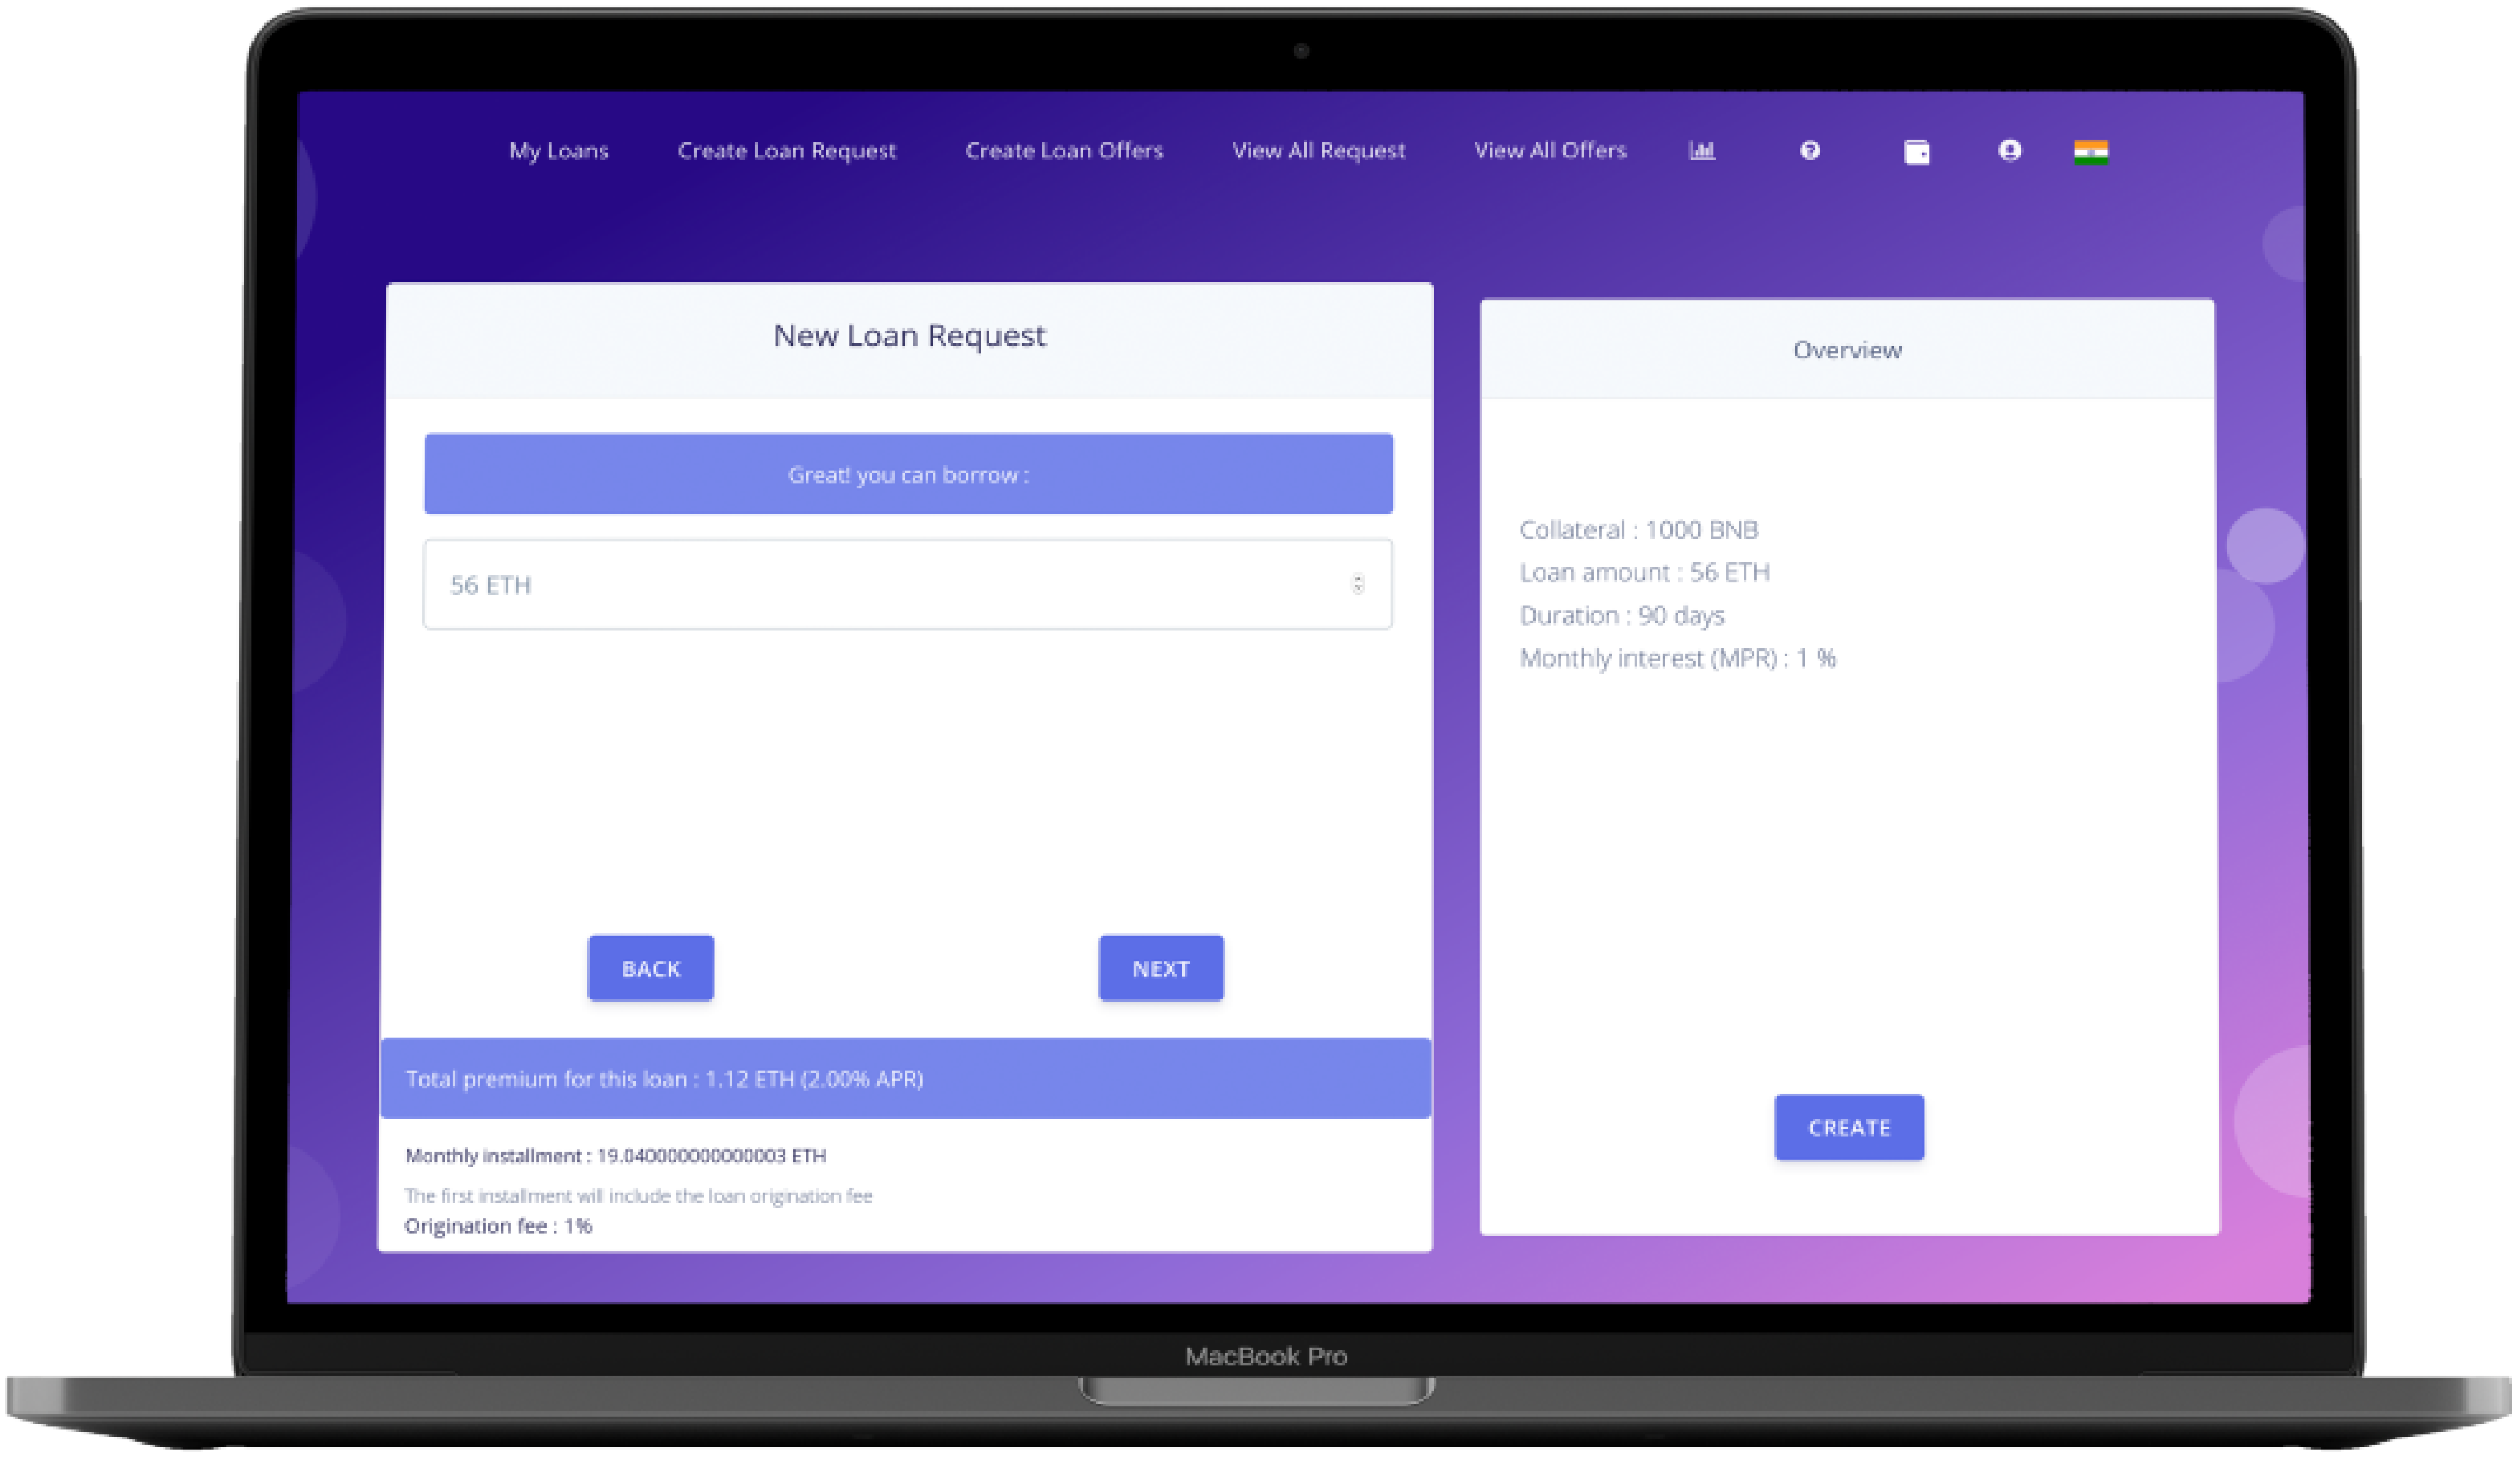 My Loans Create Loan Request Create Loan Offers View All Request View All Offers
New Loan Request
Great! you can borrow :
56 ETH
BACK NEXT
Total premium for this loan : 1.12 ETH (2.00% APR)
Monthly installment : 19.040000000000003 ETH
The first installment will include the loan origination fee
Origination fee : 1%
Overview
Collateral : 1000 BNB
Loan amount : 56 ETH
Duration : 90 days
Monthly interest (MPR) : 1 %
CREATE
MacBook Pro